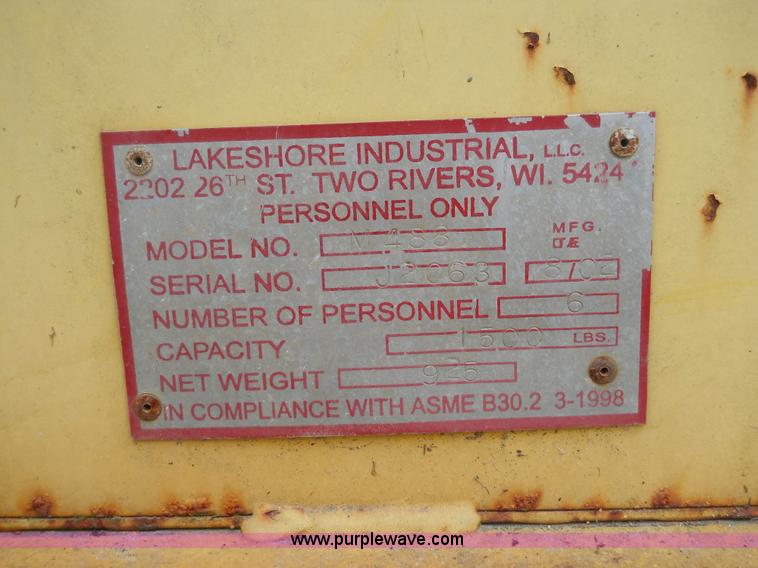 LAKESHORE INDUSTRIAL, L.L.C.
2202 26TH ST. TWO RIVERS, WI. 5424
PERSONNEL ONLY
MODEL NO. M488 MFG.
SERIAL NO. J2063 8702
NUMBER OF PERSONNEL 6
CAPACITY 1500 LBS.
NET WEIGHT 925
IN COMPLIANCE WITH ASME B30.2 3-1998
www.purplewave.com